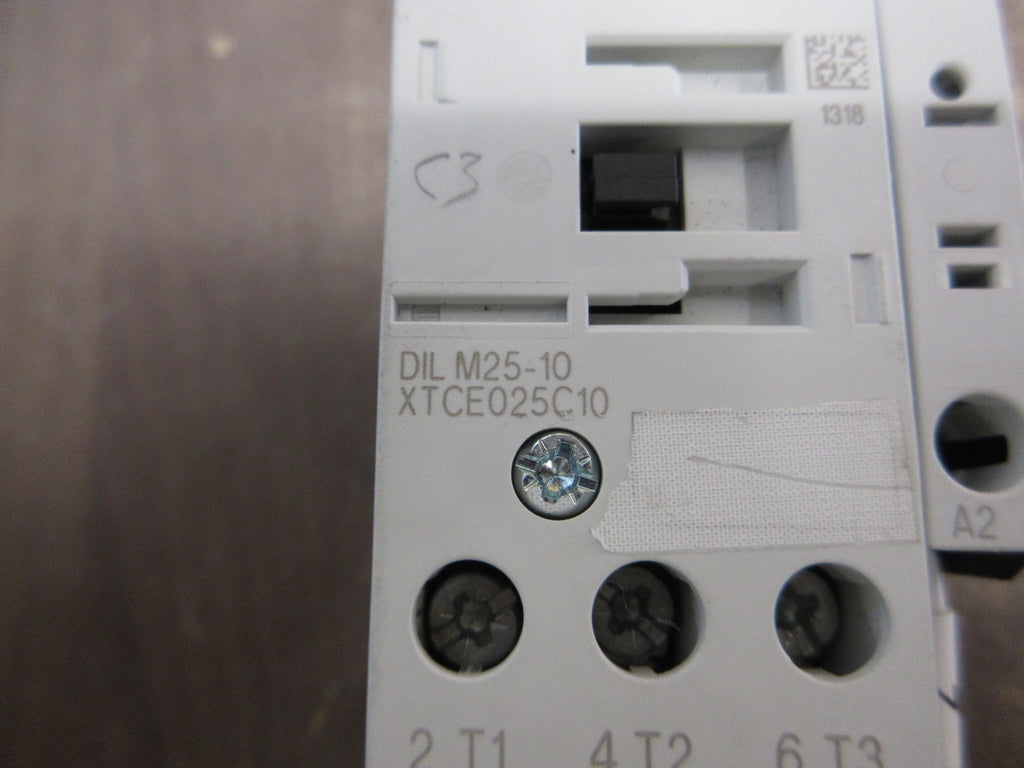 1318
C3
DIL M25-10
XTCE025C10
A2
2 T1 4 T2 6 T3